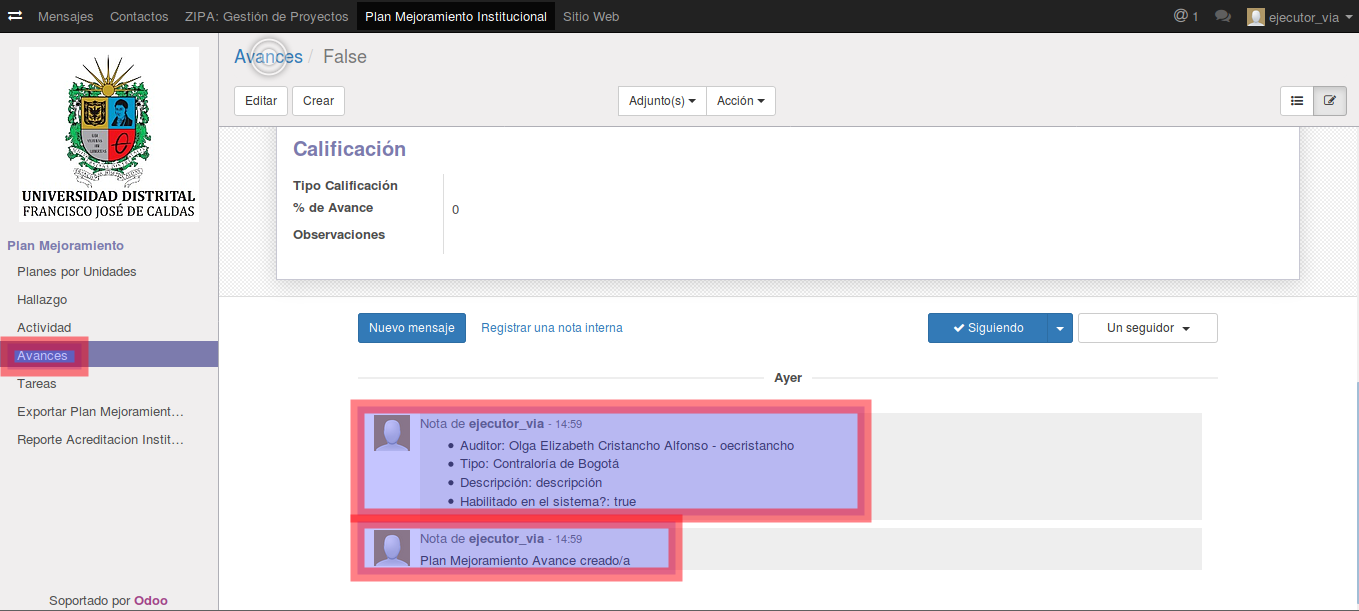 Mensajes Contactos ZIPA: Gestión de Proyectos Plan Mejoramiento Institucional Sitio Web @ 1 ejecutor_via
UNIVERSIDAD DISTRITAL
FRANCISCO JOSÉ DE CALDAS
Plan Mejoramiento
Planes por Unidades
Hallazgo
Actividad
Avances
Tareas
Exportar Plan Mejoramient...
Reporte Acreditacion Instit...
Soportado por Odoo
Avances / False
Editar Crear Adjunto(s) Acción
Calificación
Tipo Calificación
% de Avance 0
Observaciones
Nuevo mensaje Registrar una nota interna Siguiendo Un seguidor
Ayer
Nota de ejecutor_via - 14:59
• Auditor: Olga Elizabeth Cristancho Alfonso - oecristancho
• Tipo: Contraloría de Bogotá
• Descripción: descripción
• Habilitado en el sistema?: true
Nota de ejecutor_via - 14:59
Plan Mejoramiento Avance creado/a